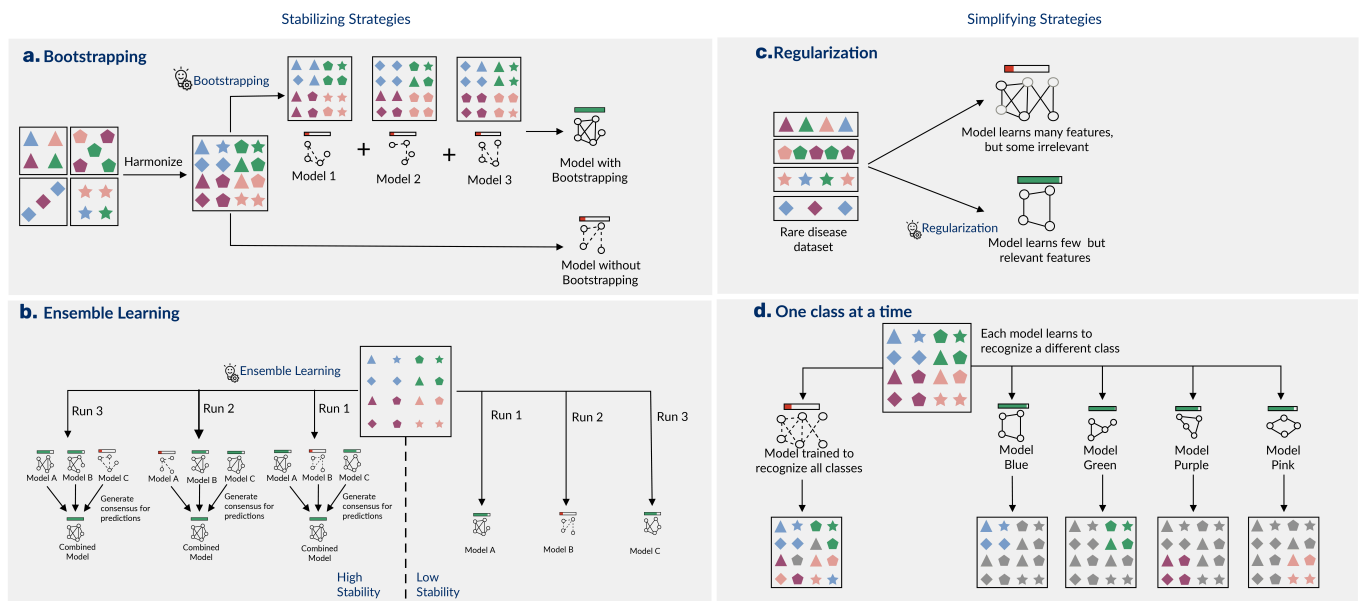 Stabilizing Strategies
Simplifying Strategies
a. Bootstrapping
Bootstrapping
Harmonize
Model 1
+
Model 2
+
Model 3
Model with
Bootstrapping
Model without
Bootstrapping
c. Regularization
Rare disease
dataset
Model learns many features,
but some irrelevant
Regularization
Model learns few but
relevant features
b. Ensemble Learning
Ensemble Learning
Run 3
Run 2
Run 1
Run 1
Run 2
Run 3
Model A
Model B
Model C
Model A
Model B
Model C
Model A
Model B
Model C
Generate
consensus for
predictions
Generate
consensus for
predictions
Generate
consensus for
predictions
Combined
Model
Combined
Model
Combined
Model
Model A
Model B
Model C
High
Stability
Low
Stability
d. One class at a time
Each model learns to
recognize a different class
Model trained to
recognize all classes
Model
Blue
Model
Green
Model
Purple
Model
Pink